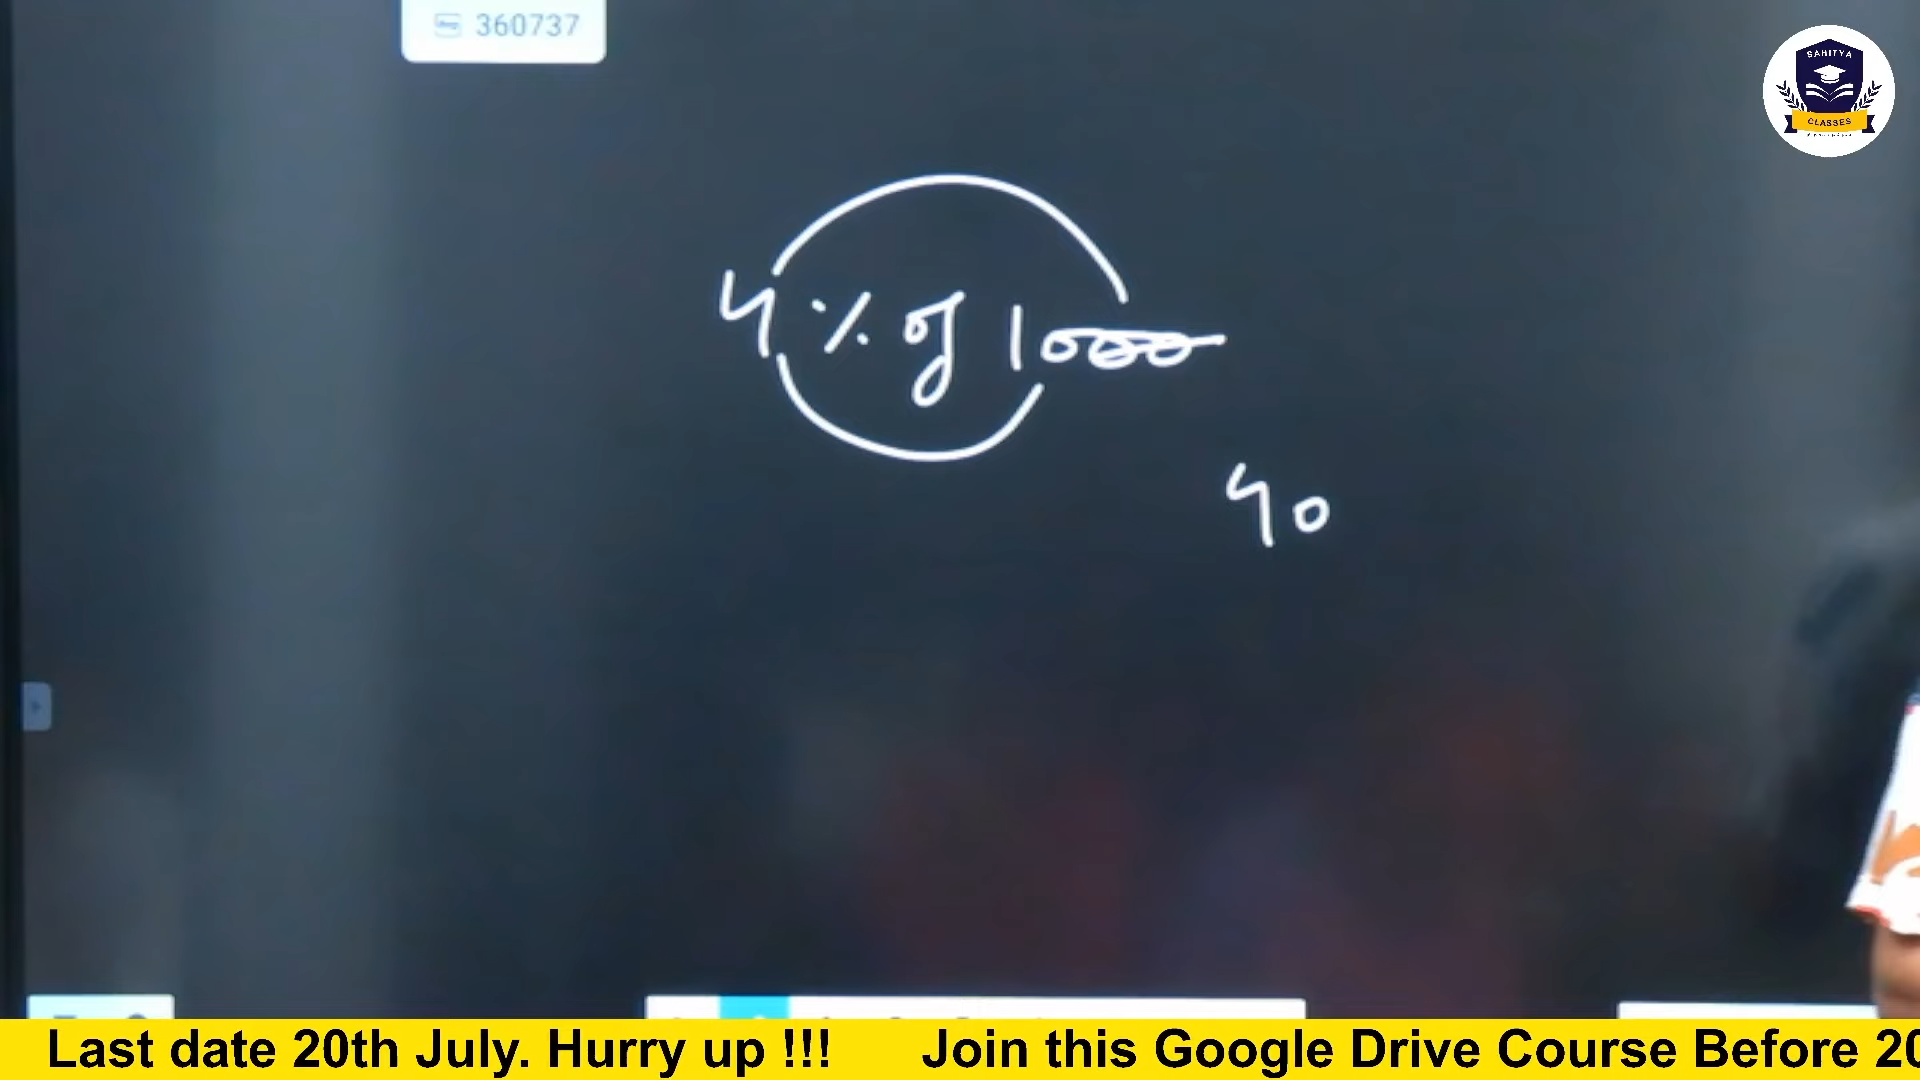 360737
SAHITYA
CLASSES
4 % of 1000
40
Last date 20th July. Hurry up !!! Join this Google Drive Course Before 20